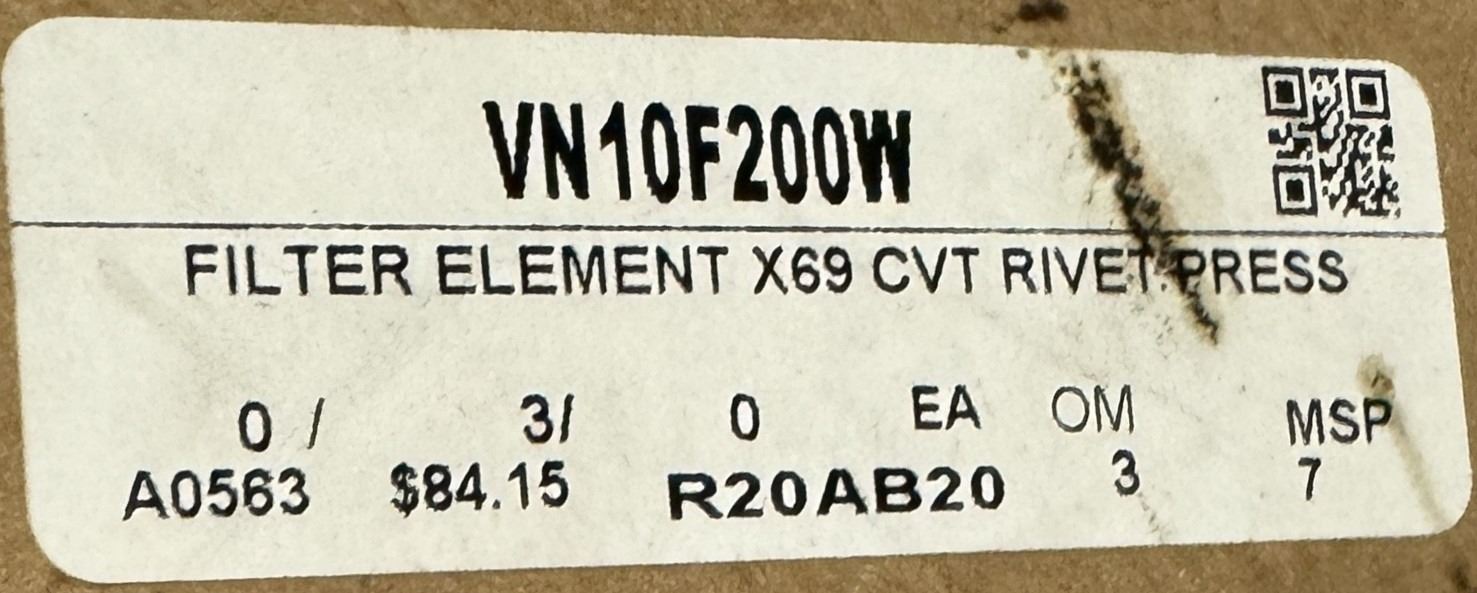 VN10F200W
FILTER ELEMENT X69 CVT RIVET PRESS
0 / 3/ 0 EA OM MSP
A0563 $84.15 R20AB20 3 7